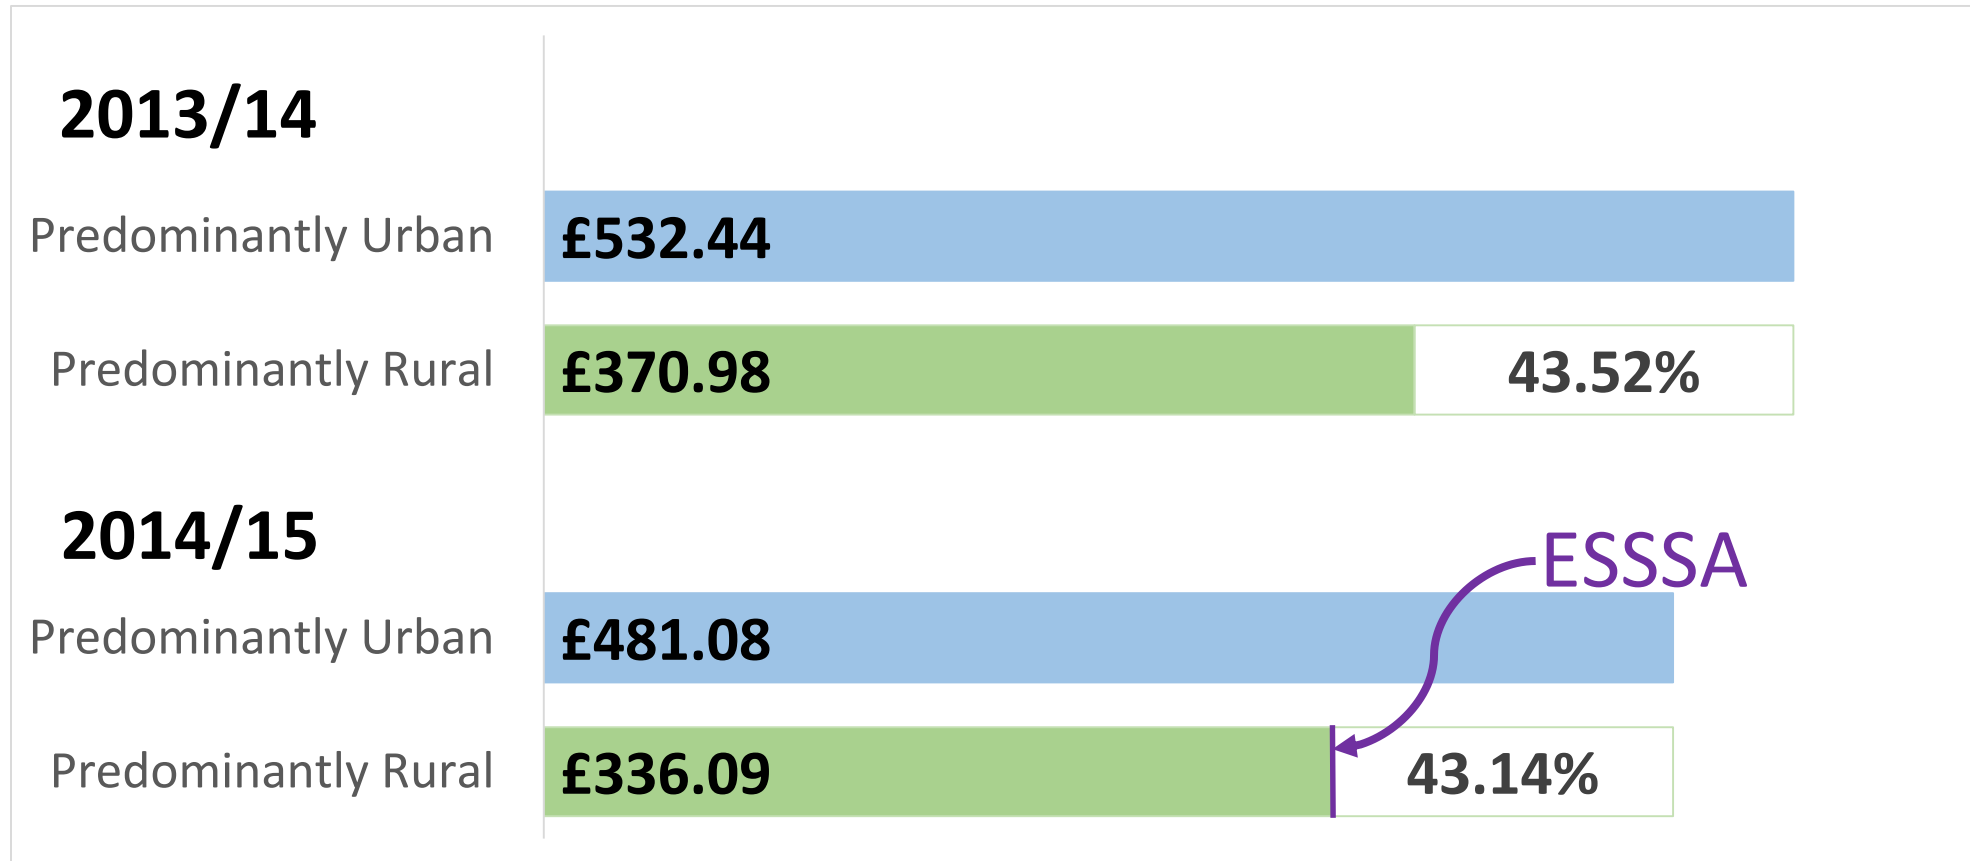 2013/14
Predominantly Urban £532.44
Predominantly Rural £370.98 43.52%
2014/15
ESSSA
Predominantly Urban £481.08
Predominantly Rural £336.09 43.14%